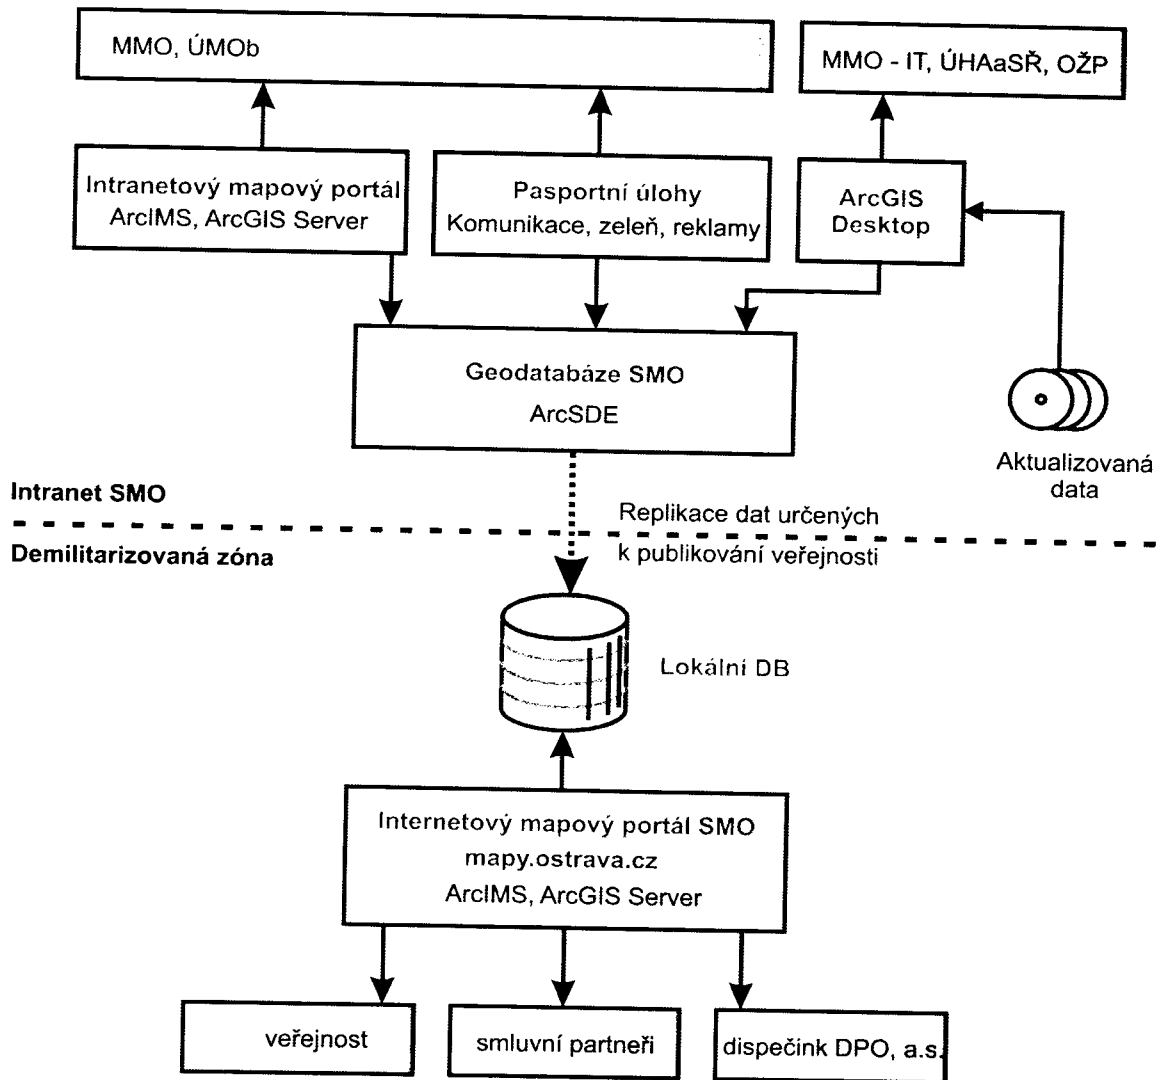 MMO, ÚMOb
MMO - IT, ÚHAaSŘ, OŽP
Intranetový mapový portál
ArcIMS, ArcGIS Server
Pasportní úlohy
Komunikace, zeleň, reklamy
ArcGIS
Desktop
Geodatabáze SMO
ArcSDE
Aktualizovaná
data
Intranet SMO
Replikace dat určených
Demilitarizovaná zóna
k publikování veřejnosti
Lokální DB
Internetový mapový portál SMO
mapy.ostrava.cz
ArcIMS, ArcGIS Server
veřejnost
smluvní partneři
dispečink DPO, a.s.